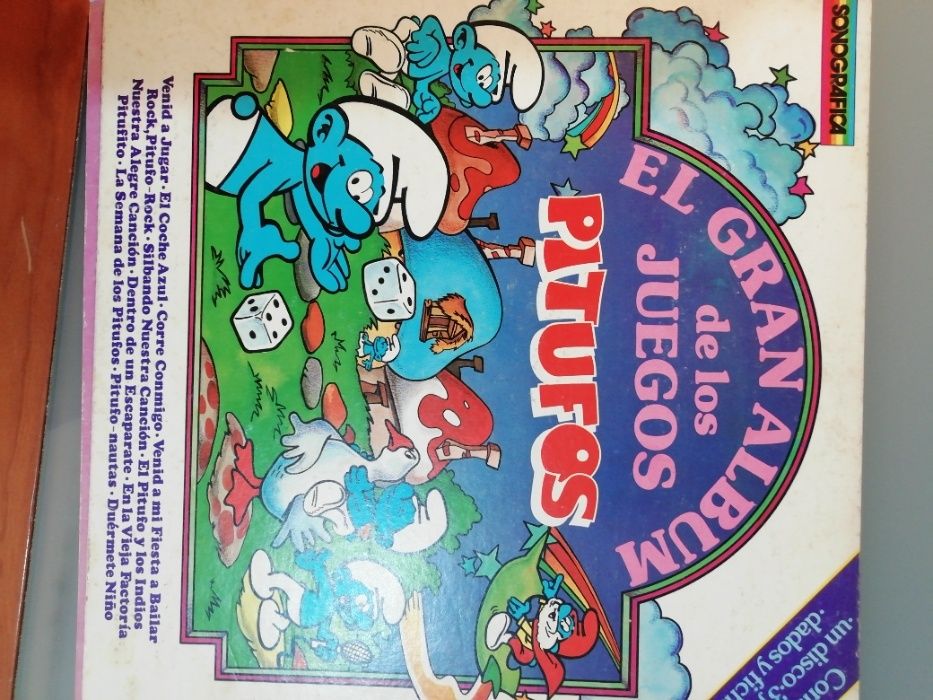 SONOGRAFICA
EL GRAN ALBUM
de los
JUEGOS
PITUFOS
Venid a Jugar · El Coche Azul · Corre Conmigo · Venid a mi Fiesta a Bailar
Rock, Pitufo-Rock · Silbando Nuestra Canción · El Pitufo y los Indios
Nuestra Alegre Canción · Dentro de un Escaparate · En la Vieja Factoría
Pitufito · La Semana de los Pitufos · Pitufo-nautas · Duérmete Niño
·un disco
·dados y